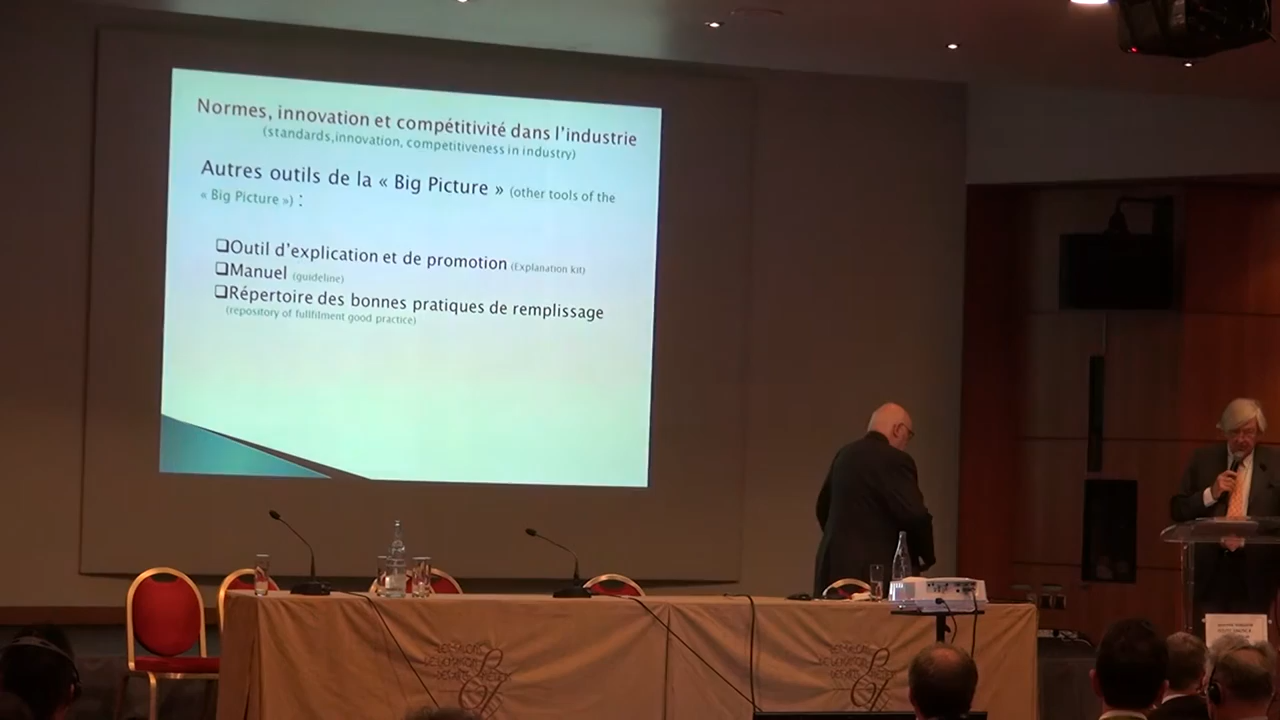 Normes, innovation et compétitivité dans l'industrie
(standards,innovation, competitiveness in industry)
Autres outils de la « Big Picture » (other tools of the
« Big Picture ») :
❑Outil d'explication et de promotion (Explanation kit)
❑Manuel (guideline)
❑Répertoire des bonnes pratiques de remplissage
(repository of fullfilment good practice)